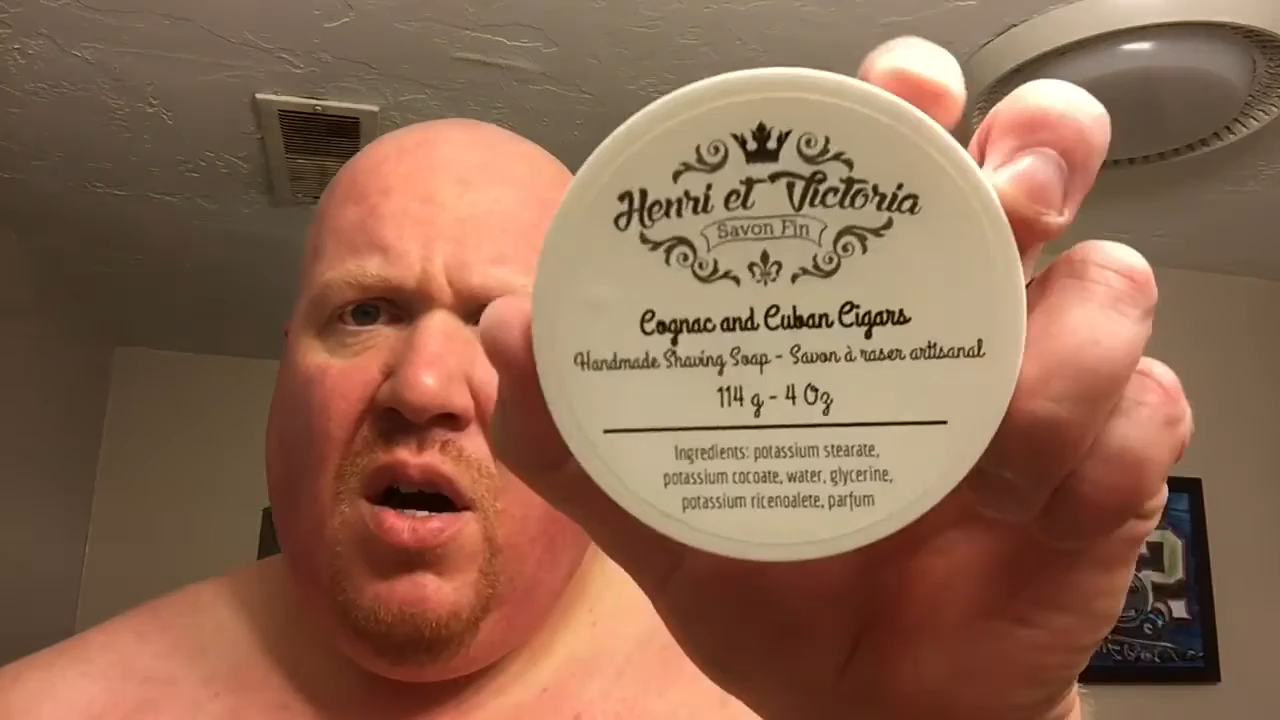 Henri et Victoria
Savon Fin
Cognac and Cuban Cigars
Handmade Shaving Soap - Savon à raser artisanal
114 g - 4 Oz
Ingredients: potassium stearate,
potassium cocoate, water, glycerine,
potassium ricenoalete, parfum